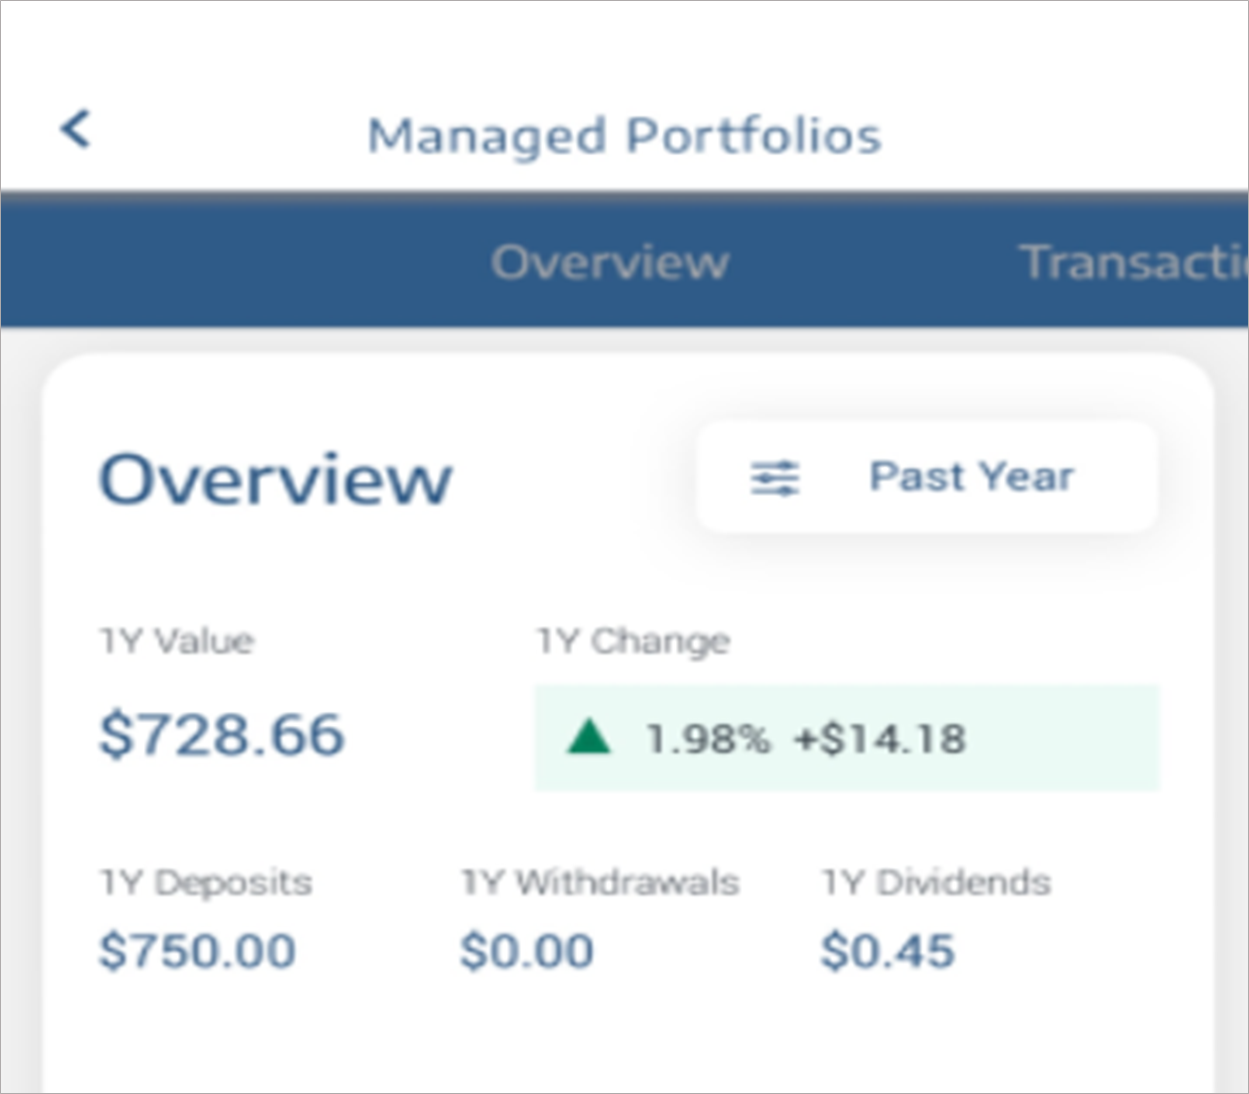 Managed Portfolios
Overview
Overview
Past Year
1Y Value
1Y Change
$728.66
1.98% +$14.18
1Y Deposits
1Y Withdrawals
1Y Dividends
$750.00
$0.00
$0.45